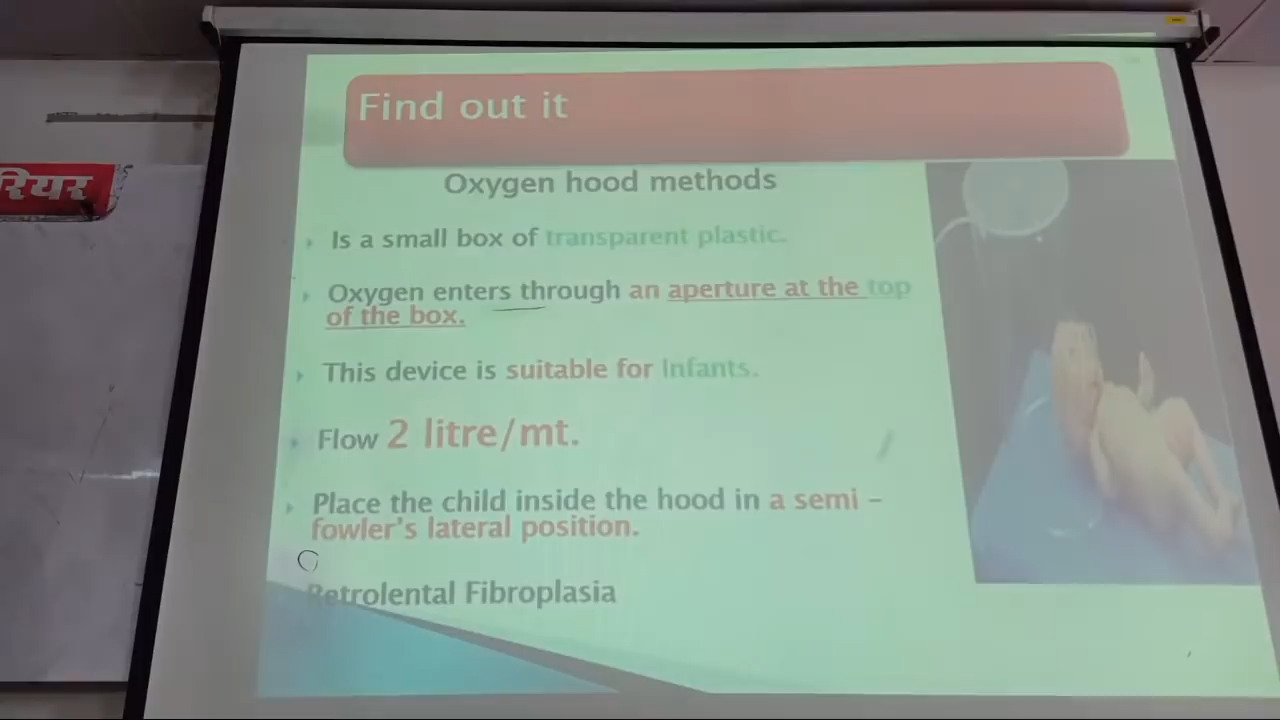 रियर
Find out it
Oxygen hood methods
Is a small box of transparent plastic.
Oxygen enters through an aperture at the top
of the box.
This device is suitable for Infants.
Flow 2 litre/mt.
Place the child inside the hood in a semi –
fowler's lateral position.
Retrolental Fibroplasia